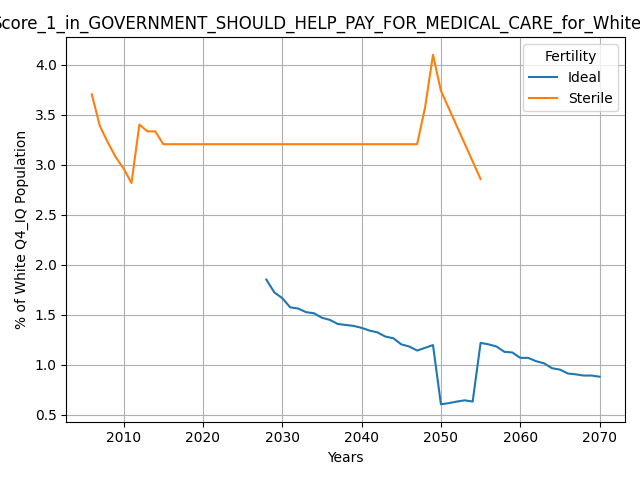 Score_1_in_GOVERNMENT_SHOULD_HELP_PAY_FOR_MEDICAL_CARE_for_White
Fertility
Ideal
Sterile
% of White Q4_IQ Population
4.0
3.5
3.0
2.5
2.0
1.5
1.0
0.5
2010 2020 2030 2040 2050 2060 2070
Years